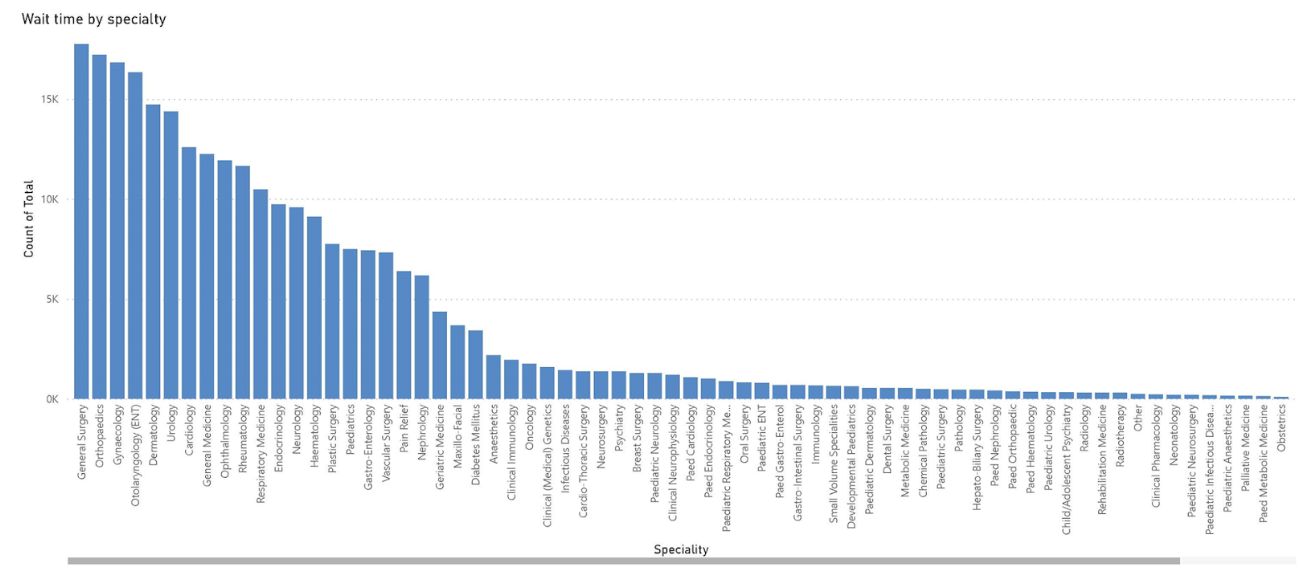 Wait time by specialty
Count of Total
15K
10K
5K
0K
General Surgery
Orthopaedics
Gynaecology
Otolaryngology (ENT)
Dermatology
Urology
Cardiology
General Medicine
Ophthalmology
Rheumatology
Respiratory Medicine
Endocrinology
Neurology
Haematology
Plastic Surgery
Paediatrics
Gastro-Enterology
Vascular Surgery
Pain Relief
Nephrology
Geriatric Medicine
Maxillo-Facial
Diabetes Mellitus
Anaesthetics
Clinical Immunology
Oncology
Clinical (Medical) Genetics
Infectious Diseases
Cardio-Thoracic Surgery
Neurosurgery
Psychiatry
Breast Surgery
Paediatric Neurology
Clinical Neurophysiology
Paed Cardiology
Paed Endocrinology
Paediatric Respiratory Me...
Oral Surgery
Paediatric ENT
Paed Gastro-Enterol
Gastro-Intestinal Surgery
Immunology
Small Volume Specialities
Developmental Paediatrics
Paediatric Dermatology
Dental Surgery
Metabolic Medicine
Chemical Pathology
Paediatric Surgery
Pathology
Hepato-Biliary Surgery
Paed Nephrology
Paed Orthopaedic
Paed Haematology
Paediatric Urology
Child/Adolescent Psychiatry
Radiology
Rehabilitation Medicine
Radiotherapy
Other
Clinical Pharmacology
Neonatology
Paediatric Neurosurgery
Paediatric Infectious Disea...
Paediatric Anaesthetics
Palliative Medicine
Paed Metabolic Medicine
Obstetrics
Speciality